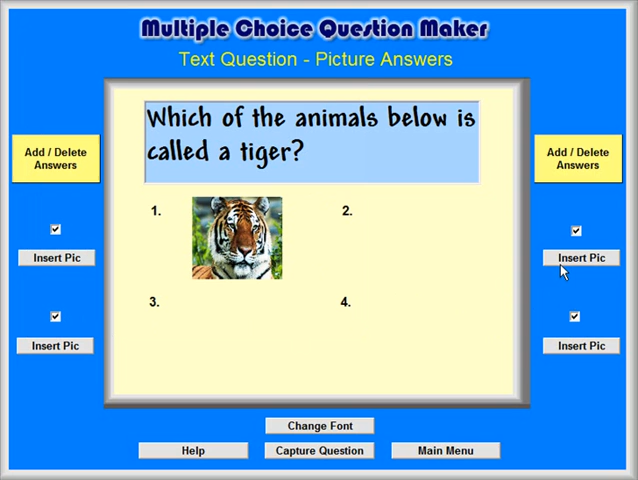 Multiple Choice Question Maker
Text Question - Picture Answers
Which of the animals below is
called a tiger?
Add / Delete
Answers
Add / Delete
Answers
1.
2.
Insert Pic
Insert Pic
3.
4.
Insert Pic
Insert Pic
Change Font
Help
Capture Question
Main Menu